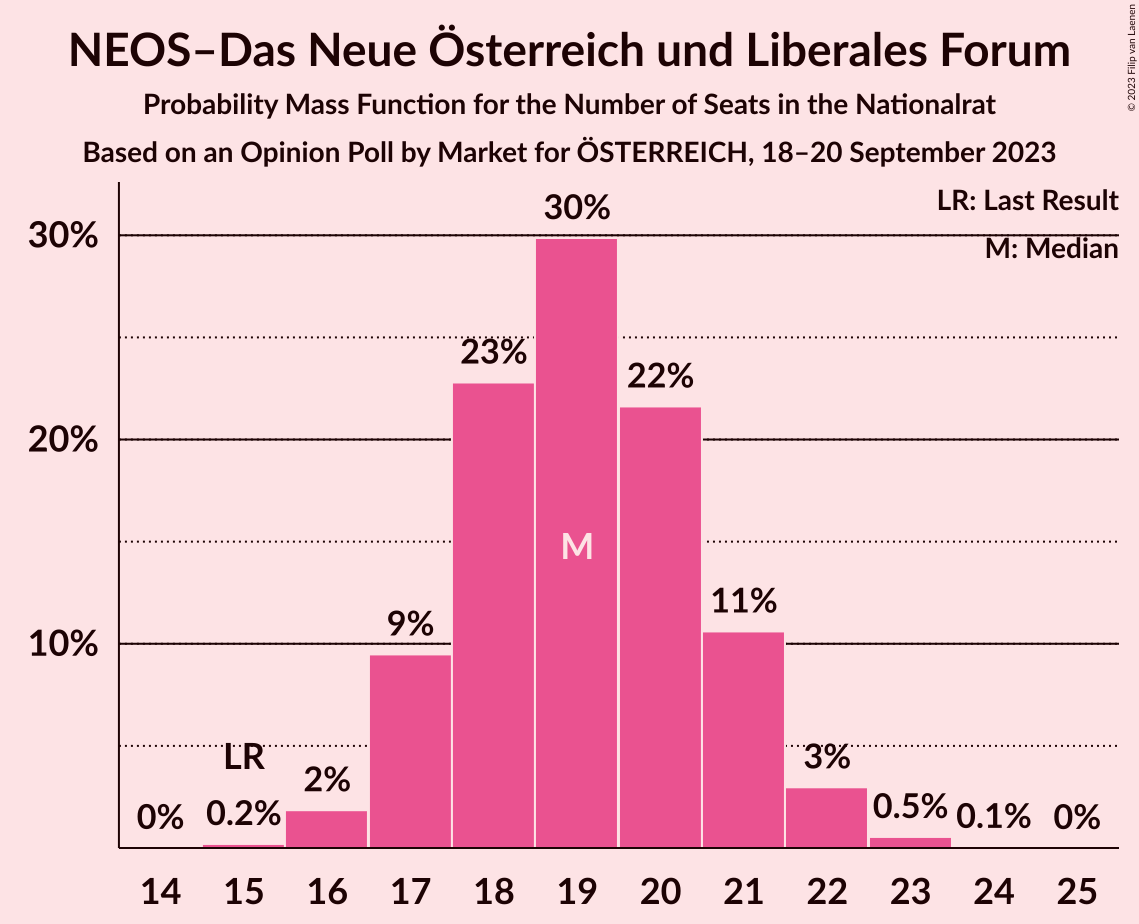 NEOS–Das Neue Österreich und Liberales Forum
Probability Mass Function for the Number of Seats in the Nationalrat
Based on an Opinion Poll by Market for ÖSTERREICH, 18–20 September 2023
© 2023 Filip van Laenen
LR: Last Result
M: Median
30%
20%
10%
0%
LR
0.2%
2%
9%
23%
30%
M
22%
11%
3%
0.5%
0.1%
0%
14 15 16 17 18 19 20 21 22 23 24 25